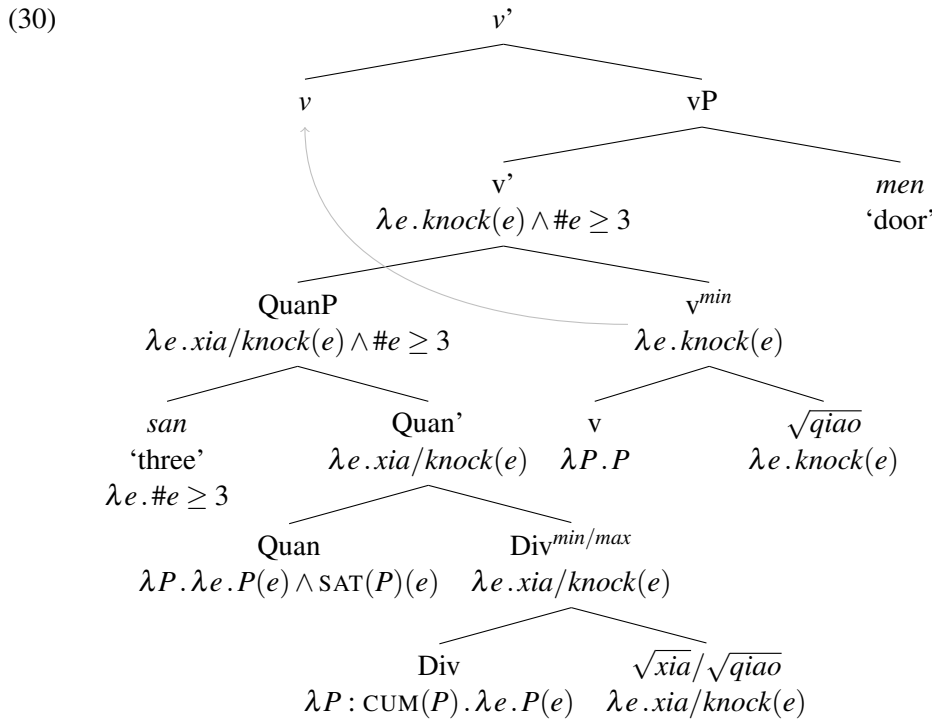 (30)
v’
v vP
v’ men
λe.knock(e) ∧ #e ≥ 3 ‘door’
QuanP v^min
λe.xia/knock(e) ∧ #e ≥ 3 λe.knock(e)
san Quan’ v √qiao
‘three’ λe.xia/knock(e) λP.P λe.knock(e)
λe.#e ≥ 3
Quan Div^min/max
λP.λe.P(e) ∧ SAT(P)(e) λe.xia/knock(e)
Div √xia/√qiao
λP : CUM(P).λe.P(e) λe.xia/knock(e)